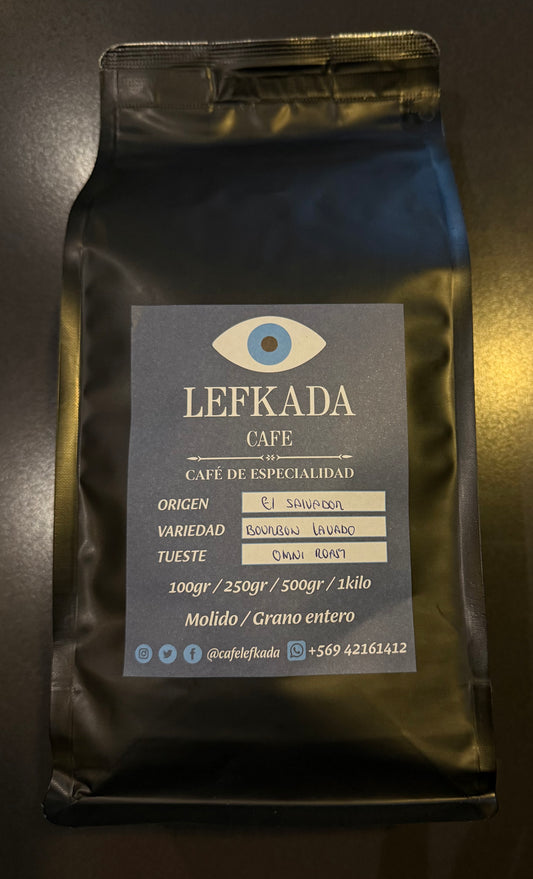 LEFKADA
CAFE
CAFÉ DE ESPECIALIDAD
ORIGEN El SALVADOR
VARIEDAD BOURBON LAVADO
TUESTE OMNI ROAST
100gr / 250gr / 500gr / 1kilo
Molido / Grano entero
@cafelefkada +569 42161412